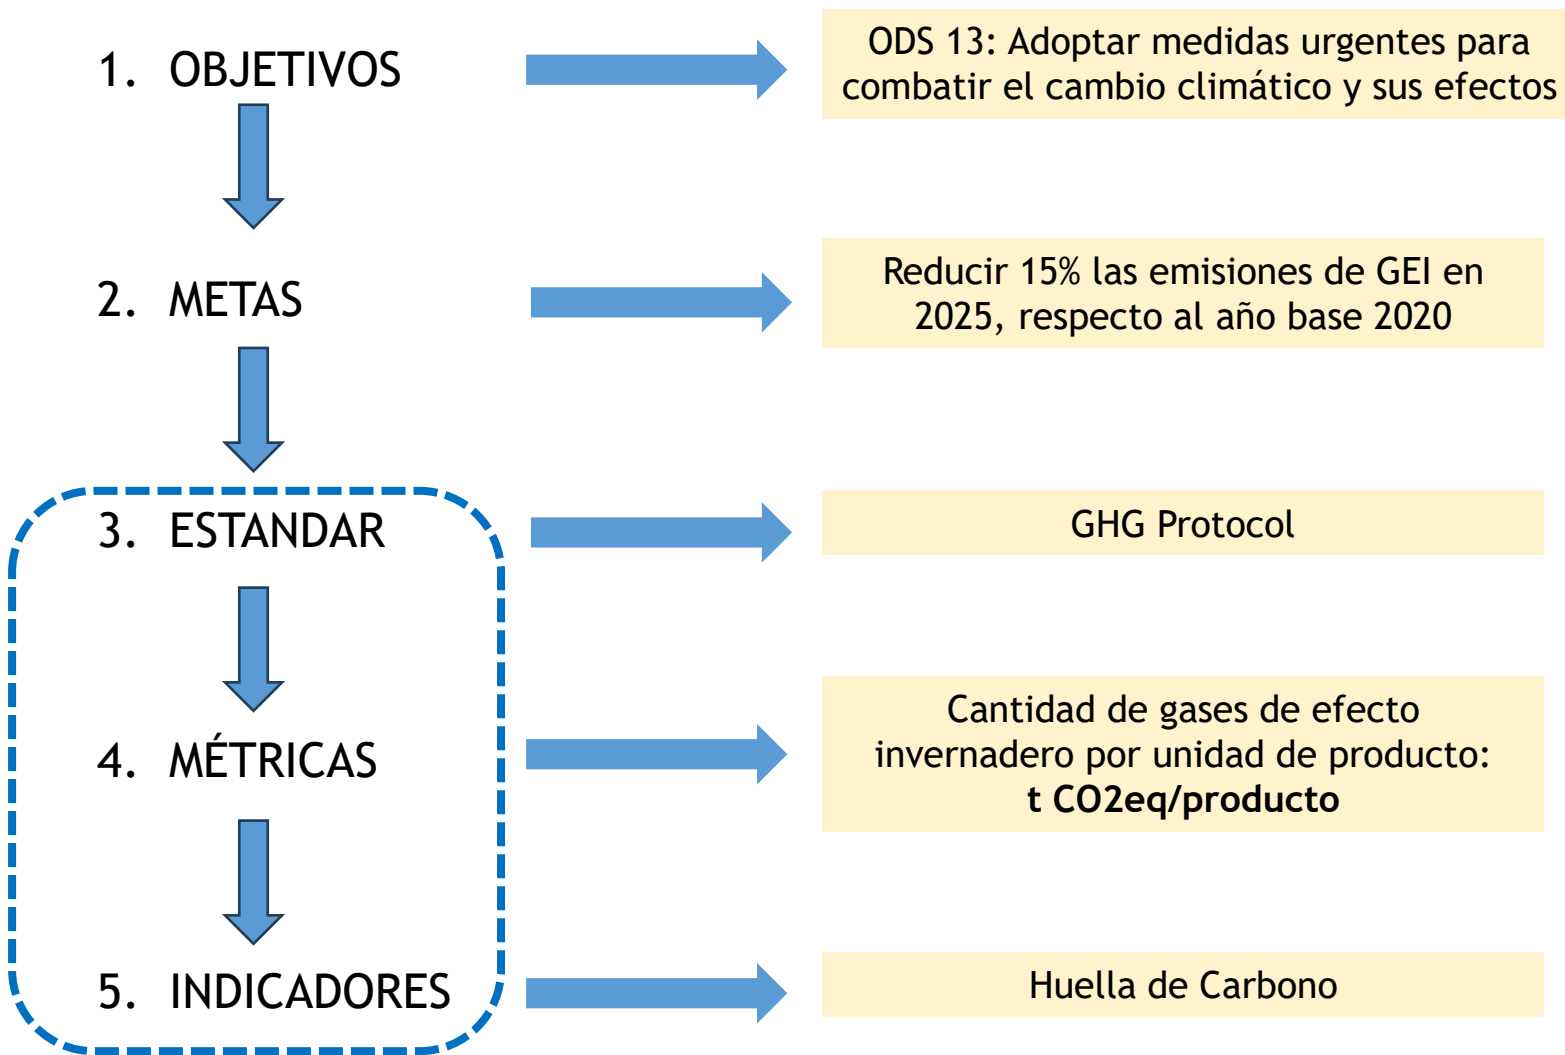 1. OBJETIVOS
ODS 13: Adoptar medidas urgentes para
combatir el cambio climático y sus efectos
2. METAS
Reducir 15% las emisiones de GEI en
2025, respecto al año base 2020
3. ESTANDAR
GHG Protocol
4. MÉTRICAS
Cantidad de gases de efecto
invernadero por unidad de producto:
t CO2eq/producto
5. INDICADORES
Huella de Carbono